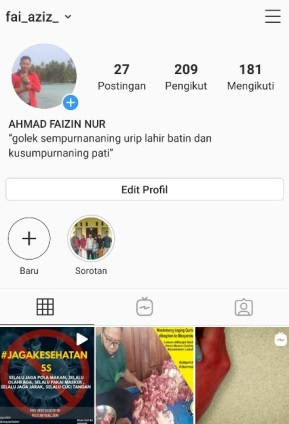 fai_aziz_
27 209 181
Postingan Pengikut Mengikuti
AHMAD FAIZIN NUR
“golek sempurnananing urip lahir batin dan
kusumpurnaning pati”
Edit Profil
Baru Sorotan
#JAGAKESEHATAN
5S
SELALU JAGA POLA MAKAN, SELALU
OLAHRAGA, SELALU PAKAI MASKER,
SELALU JAGA JARAK, SELALU CUCI TANGAN